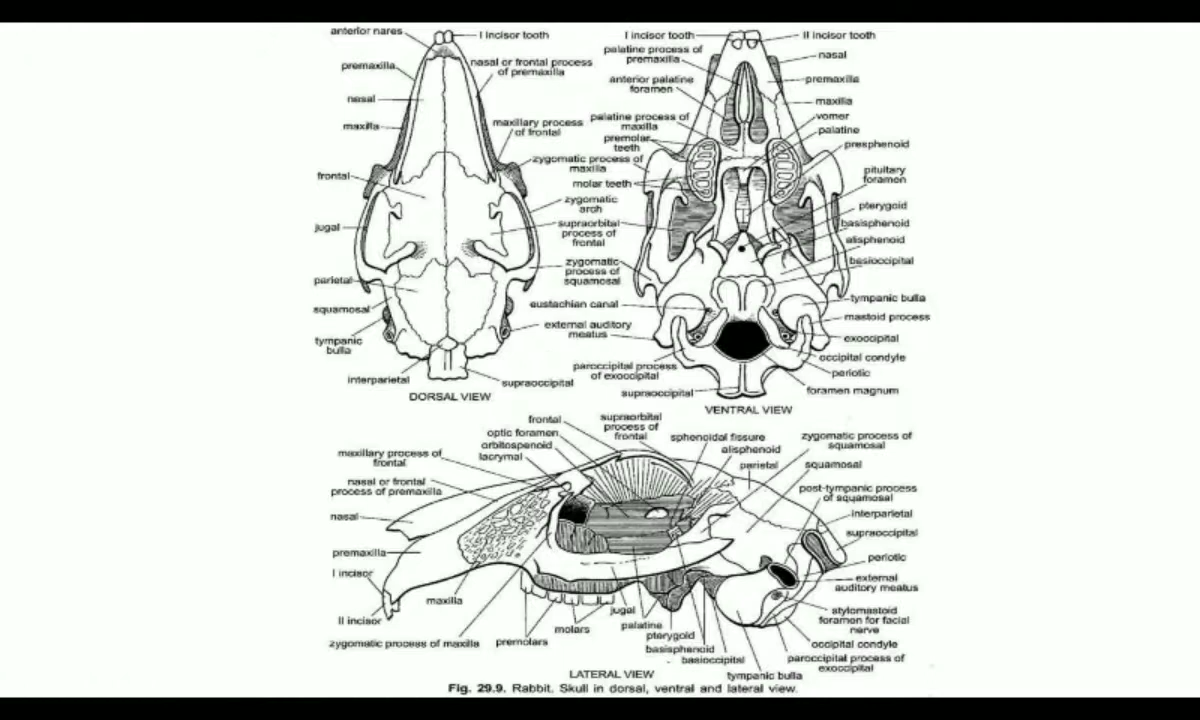 anterior nares
I incisor tooth
premaxilla
nasal or frontal process
of premaxilla
nasal
maxilla
maxillary process
of frontal
zygomatic process of
maxilla
frontal
zygomatic
arch
jugal
supraorbital
process of
frontal
zygomatic
process of
squamosal
parietal
squamosal
external auditory
meatus
tympanic
bulla
interparietal
supraoccipital
DORSAL VIEW
I incisor tooth
II incisor tooth
palatine process of
premaxilla
nasal
anterior palatine
foramen
premaxilla
maxilla
palatine process of
maxilla
vomer
premolar
teeth
palatine
presphenoid
molar teeth
pituitary
foramen
pterygoid
basisphenoid
alisphenoid
basioccipital
eustachian canal
tympanic bulla
mastoid process
exoccipital
occipital condyle
paroccipital process
of exoccipital
periotic
supraoccipital
foramen magnum
VENTRAL VIEW
frontal
supraorbital
process of
frontal
optic foramen
orbitospenoid
lacrymal
sphenoidal fissure
alisphenoid
zygomatic process of
squamosal
maxillary process of
frontal
parietal
squamosal
nasal or frontal
process of premaxilla
post-tympanic process
of squamosal
nasal
interparietal
supraoccipital
premaxilla
periotic
I incisor
external
auditory meatus
maxilla
jugal
II incisor
molars
palatine
stylomastoid
foramen for facial
nerve
zygomatic process of maxilla
premolars
pterygoid
basisphenoid
basioccipital
occipital condyle
paroccipital process of
exoccipital
tympanic bulla
LATERAL VIEW
Fig. 29.9. Rabbit. Skull in dorsal, ventral and lateral view.